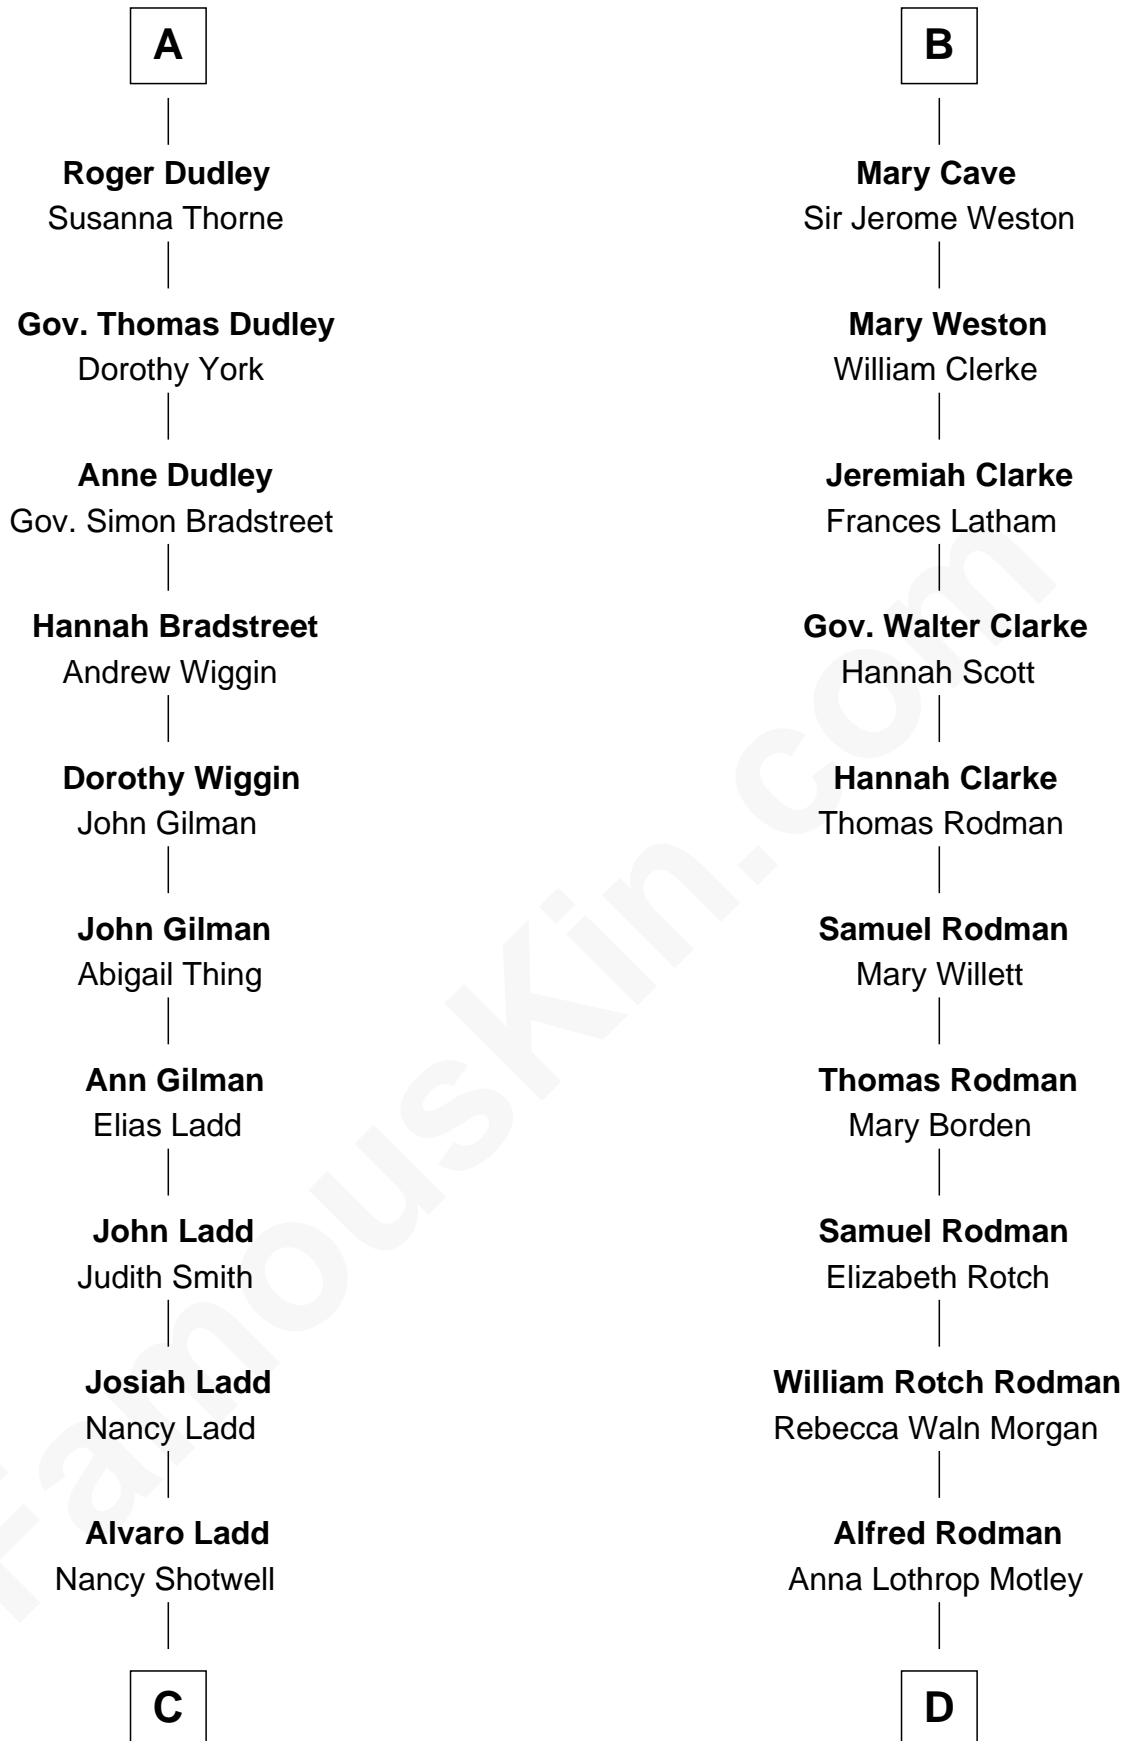 A
Roger Dudley
Susanna Thorne
Gov. Thomas Dudley
Dorothy York
Anne Dudley
Gov. Simon Bradstreet
Hannah Bradstreet
Andrew Wiggin
Dorothy Wiggin
John Gilman
John Gilman
Abigail Thing
Ann Gilman
Elias Ladd
John Ladd
Judith Smith
Josiah Ladd
Nancy Ladd
Alvaro Ladd
Nancy Shotwell
C
B
Mary Cave
Sir Jerome Weston
Mary Weston
William Clerke
Jeremiah Clarke
Frances Latham
Gov. Walter Clarke
Hannah Scott
Hannah Clarke
Thomas Rodman
Samuel Rodman
Mary Willett
Thomas Rodman
Mary Borden
Samuel Rodman
Elizabeth Rotch
William Rotch Rodman
Rebecca Waln Morgan
Alfred Rodman
Anna Lothrop Motley
D
FamousKin.com